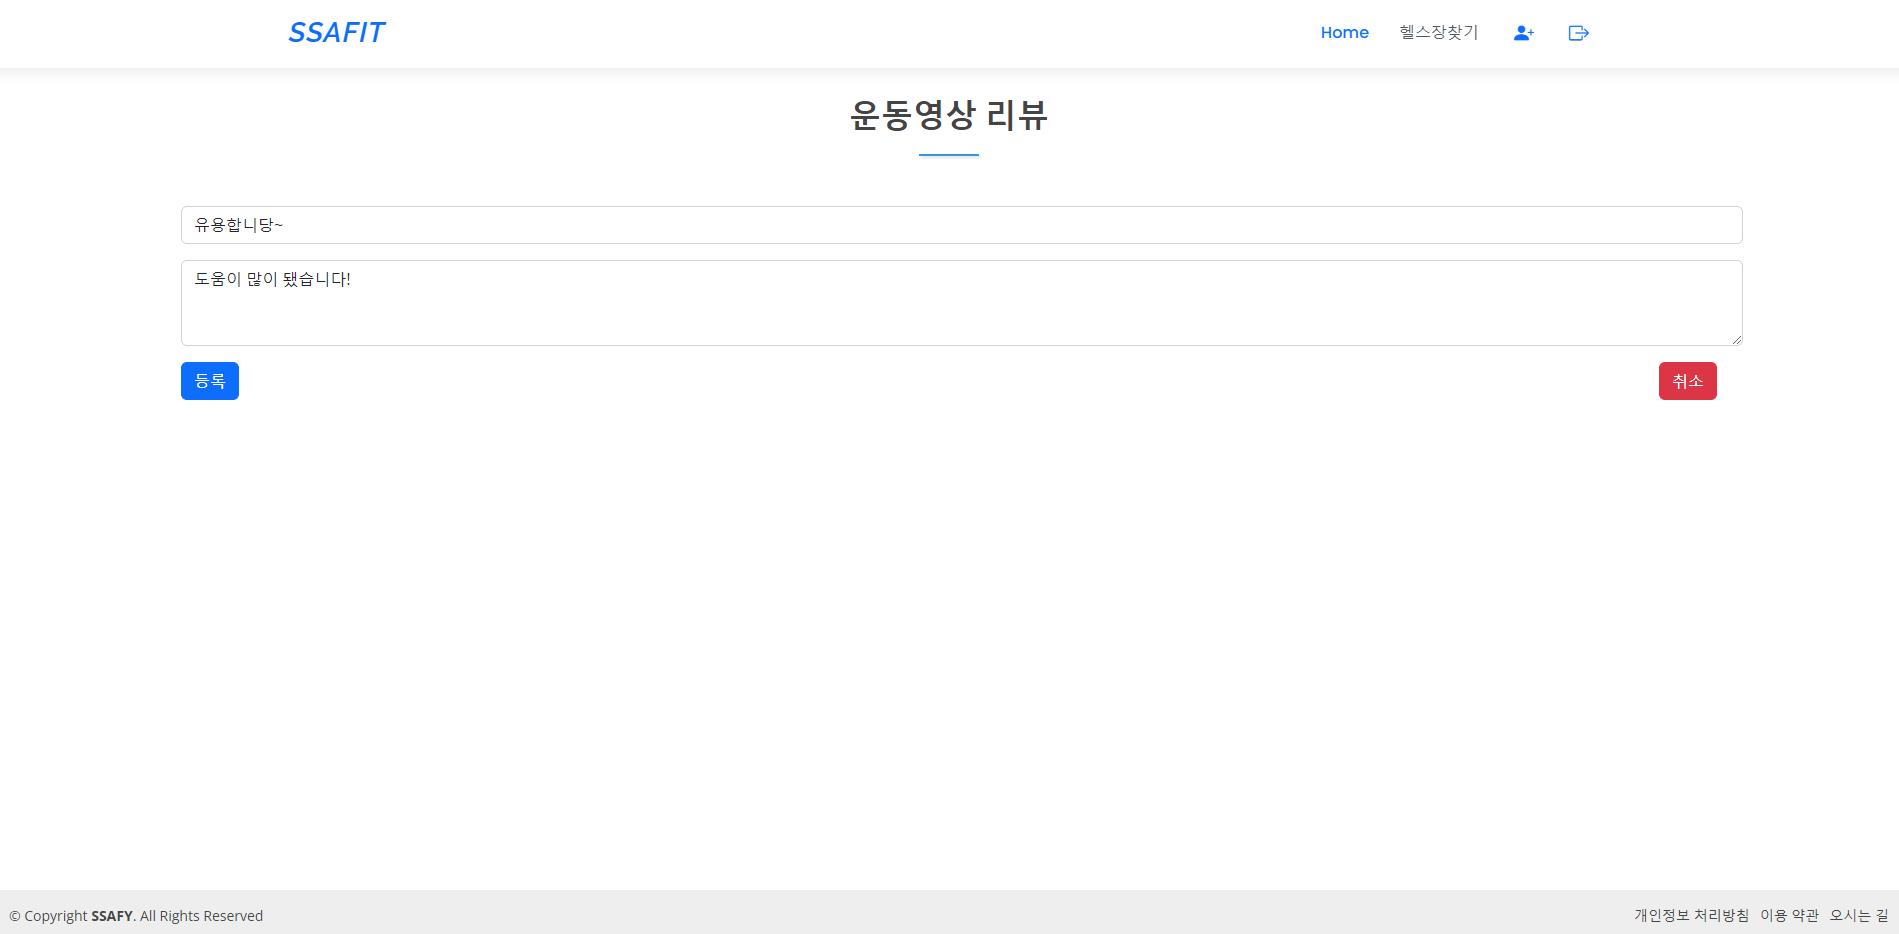 SSAFIT
Home 헬스장찾기
운동영상 리뷰
유용합니당~
도움이 많이 됐습니다!
등록 취소
© Copyright SSAFY. All Rights Reserved
개인정보 처리방침 이용 약관 오시는 길